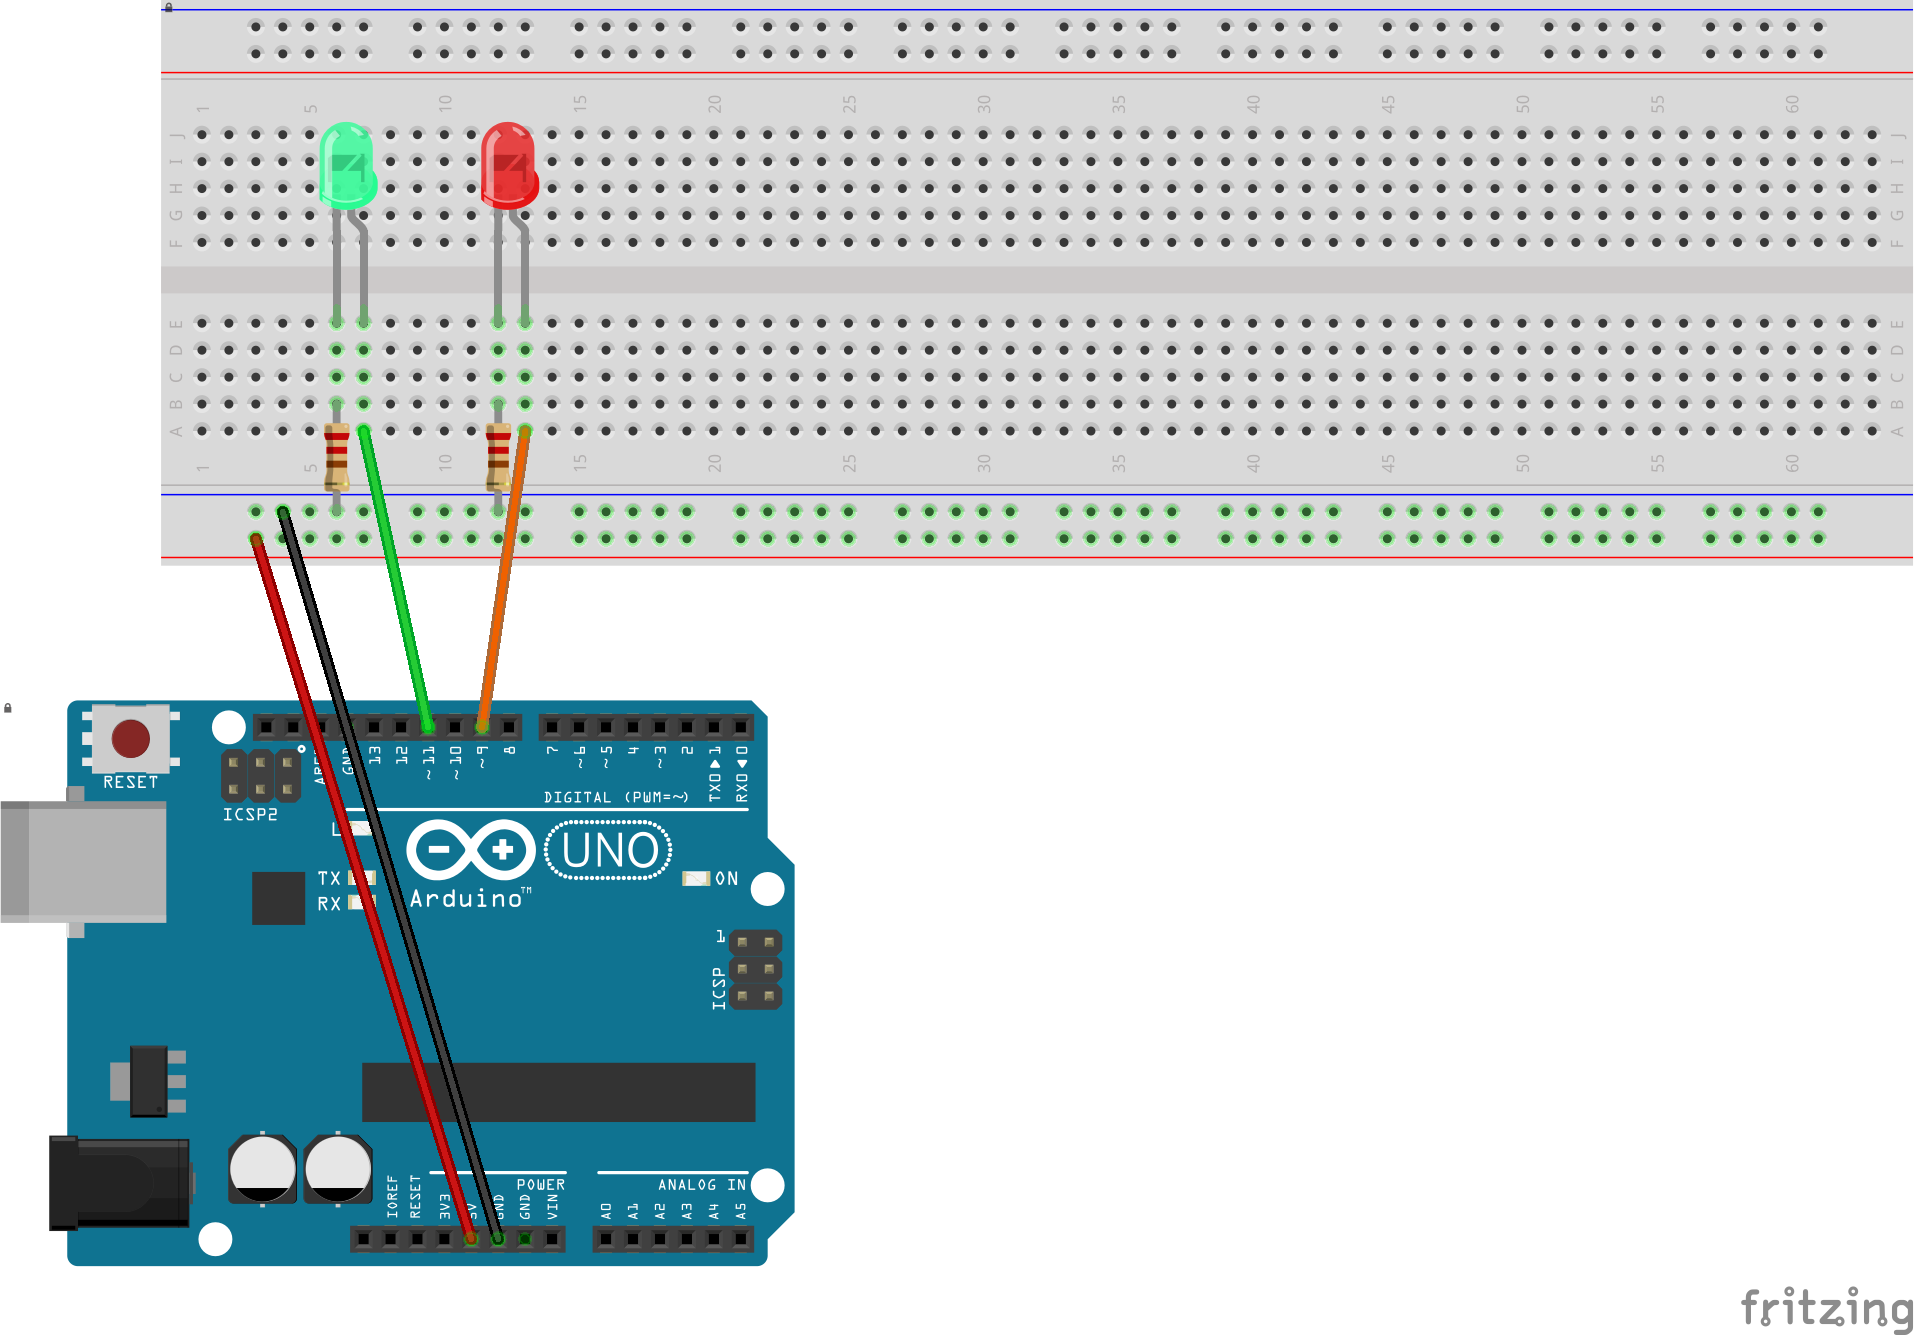 1 5 10 15 20 25 30 35 40 45 50 55 60
J J
I I
H H
G G
F F
E E
D D
C C
B B
A A
1 5 10 15 20 25 30 35 40 45 50 55 60
RESET
ICSP2
AREF GND 13 12 ~11 ~10 ~9 8 7 ~6 ~5 4 ~3 2 TX0▶1 RX0◀0
DIGITAL (PWM=~)
L
TX
RX
UNO
Arduino™
ON
1
ICSP
POWER ANALOG IN
IOREF RESET 3V3 5V GND GND VIN A0 A1 A2 A3 A4 A5
fritzing